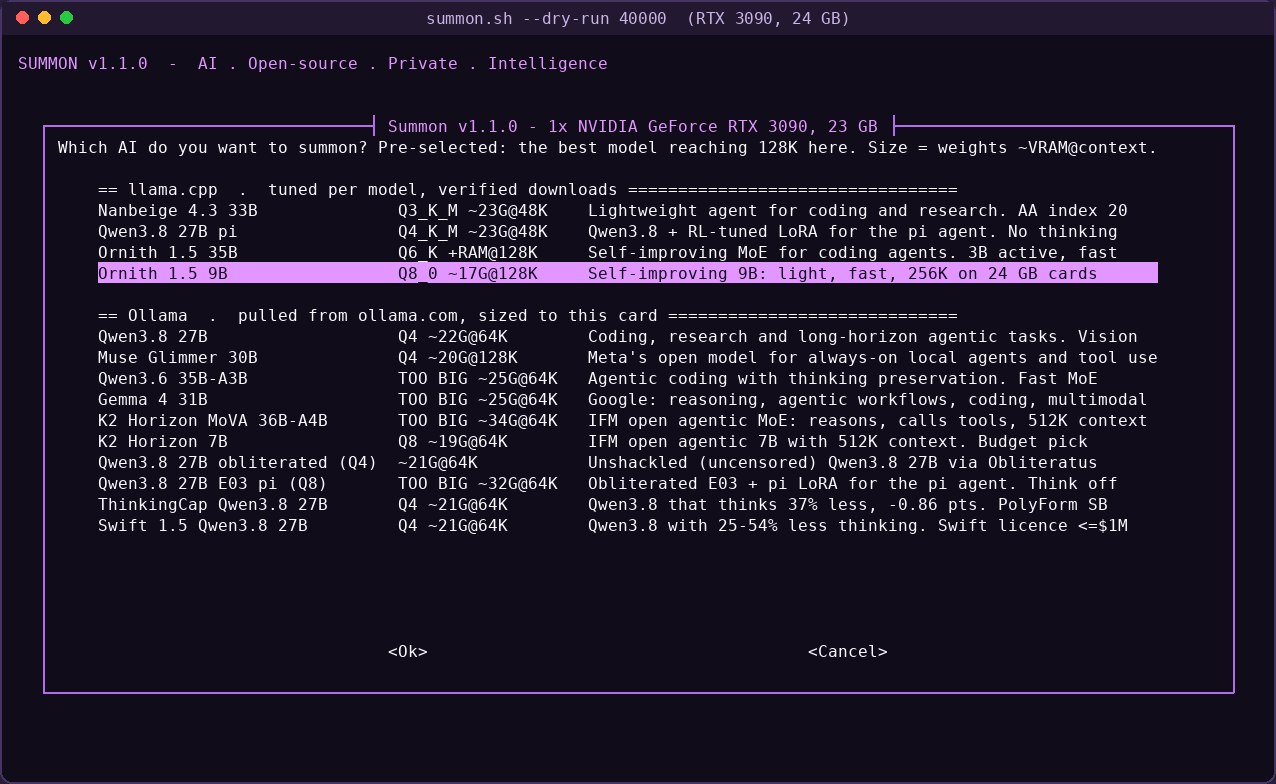 summon.sh --dry-run 40000  (RTX 3090, 24 GB)
SUMMON v1.1.0  -  AI . Open-source . Private . Intelligence
Summon v1.1.0 - 1x NVIDIA GeForce RTX 3090, 23 GB
Which AI do you want to summon? Pre-selected: the best model reaching 128K here. Size = weights ~VRAM@context.
== llama.cpp  .  tuned per model, verified downloads =================================
Nanbeige 4.3 33B              Q3_K_M ~23G@48K    Lightweight agent for coding and research. AA index 20
Qwen3.8 27B pi                Q4_K_M ~23G@48K    Qwen3.8 + RL-tuned LoRA for the pi agent. No thinking
Ornith 1.5 35B                Q6_K +RAM@128K     Self-improving MoE for coding agents. 3B active, fast
Ornith 1.5 9B                 Q8_0 ~17G@128K     Self-improving 9B: light, fast, 256K on 24 GB cards
== Ollama  .  pulled from ollama.com, sized to this card =============================
Qwen3.8 27B                   Q4 ~22G@64K        Coding, research and long-horizon agentic tasks. Vision
Muse Glimmer 30B              Q4 ~20G@128K       Meta's open model for always-on local agents and tool use
Qwen3.6 35B-A3B               TOO BIG ~25G@64K   Agentic coding with thinking preservation. Fast MoE
Gemma 4 31B                   TOO BIG ~25G@64K   Google: reasoning, agentic workflows, coding, multimodal
K2 Horizon MoVA 36B-A4B       TOO BIG ~34G@64K   IFM open agentic MoE: reasons, calls tools, 512K context
K2 Horizon 7B                 Q8 ~19G@64K        IFM open agentic 7B with 512K context. Budget pick
Qwen3.8 27B obliterated (Q4)  ~21G@64K           Unshackled (uncensored) Qwen3.8 27B via Obliteratus
Qwen3.8 27B E03 pi (Q8)       TOO BIG ~32G@64K   Obliterated E03 + pi LoRA for the pi agent. Think off
ThinkingCap Qwen3.8 27B       Q4 ~21G@64K        Qwen3.8 that thinks 37% less, -0.86 pts. PolyForm SB
Swift 1.5 Qwen3.8 27B         Q4 ~21G@64K        Qwen3.8 with 25-54% less thinking. Swift licence <=$1M
<Ok>                                      <Cancel>